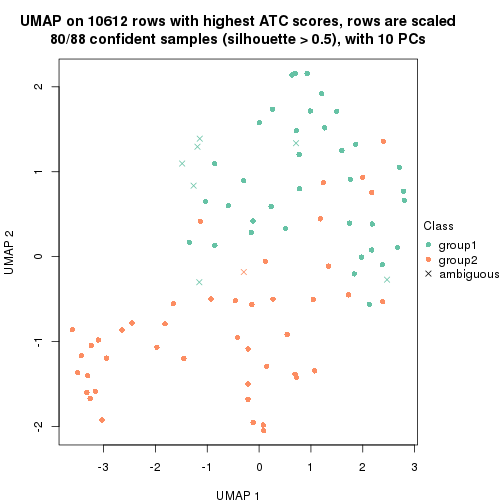 UMAP on 10612 rows with highest ATC scores, rows are scaled
80/88 confident samples (silhouette > 0.5), with 10 PCs
2
1
0
-1
-2
UMAP 2
-3
-2
-1
0
1
2
3
UMAP 1
Class
group1
group2
ambiguous